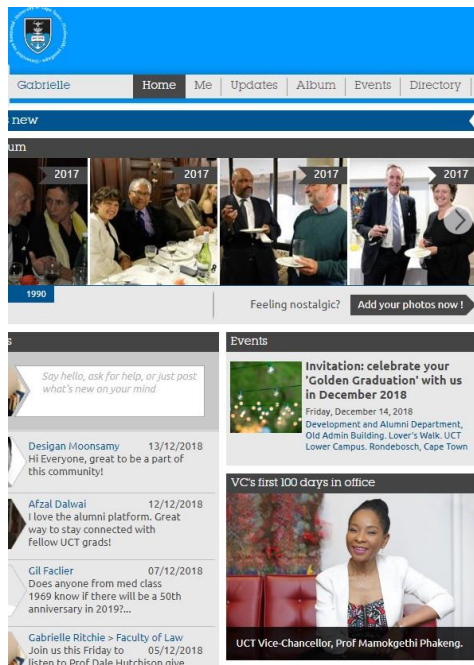 Gabrielle
Home
Me
Updates
Album
Events
Directory
new
um
2017
2017
2017
2017
1990
Feeling nostalgic?
Add your photos now !
s
Say hello, ask for help, or just post
what's new on your mind
Desigan Moonsamy 13/12/2018
Hi Everyone, great to be a part of
this community!
Afzal Dalwai 12/12/2018
I love the alumni platform. Great
way to stay connected with
fellow UCT grads!
Gil Faclier 07/12/2018
Does anyone from med class
1969 know if there will be a 50th
anniversary in 2019?...
Gabrielle Ritchie > Faculty of Law
Join us this Friday to 05/12/2018
listen to Prof Dale Hutchison give
Events
Invitation: celebrate your
'Golden Graduation' with us
in December 2018
Friday, December 14, 2018
Development and Alumni Department,
Old Admin Building. Lover's Walk. UCT
Lower Campus. Rondebosch, Cape Town
VC's first 100 days in office
UCT Vice-Chancellor, Prof Mamokgethi Phakeng.